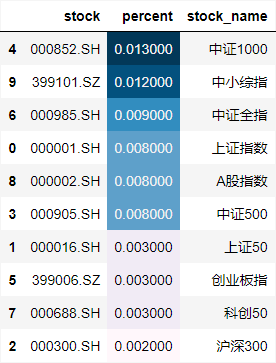 stock percent stock_name
4 000852.SH 0.013000 中证1000
9 399101.SZ 0.012000 中小综指
6 000985.SH 0.009000 中证全指
0 000001.SH 0.008000 上证指数
8 000002.SH 0.008000 A股指数
3 000905.SH 0.008000 中证500
1 000016.SH 0.003000 上证50
5 399006.SZ 0.003000 创业板指
7 000688.SH 0.003000 科创50
2 000300.SH 0.002000 沪深300